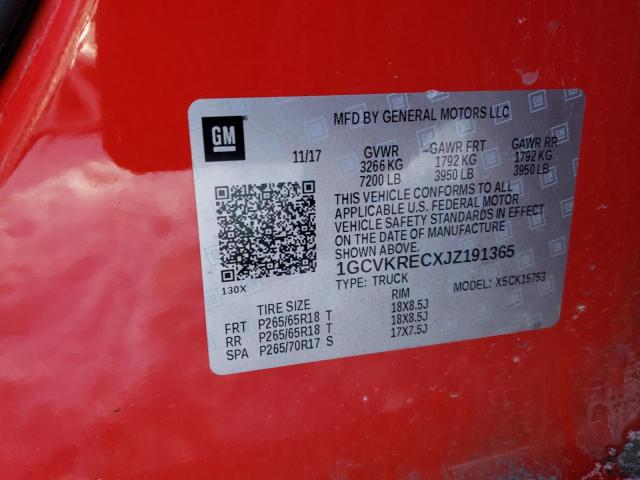 GM
MFD BY GENERAL MOTORS LLC
11/17 GVWR GAWR FRT GAWR RR
3266 KG 1792 KG 1792 KG
7200 LB 3950 LB 3950 LB
THIS VEHICLE CONFORMS TO ALL
APPLICABLE U.S. FEDERAL MOTOR
VEHICLE SAFETY STANDARDS IN EFFECT
ON THE DATE OF MANUFACTURE
SHOWN ABOVE.
1GCVKRECXJZ191365
TYPE: TRUCK MODEL: X5CK15753
130X
TIRE SIZE RIM
FRT P265/65R18 T 18X8.5J
RR P265/65R18 T 18X8.5J
SPA P265/70R17 S 17X7.5J